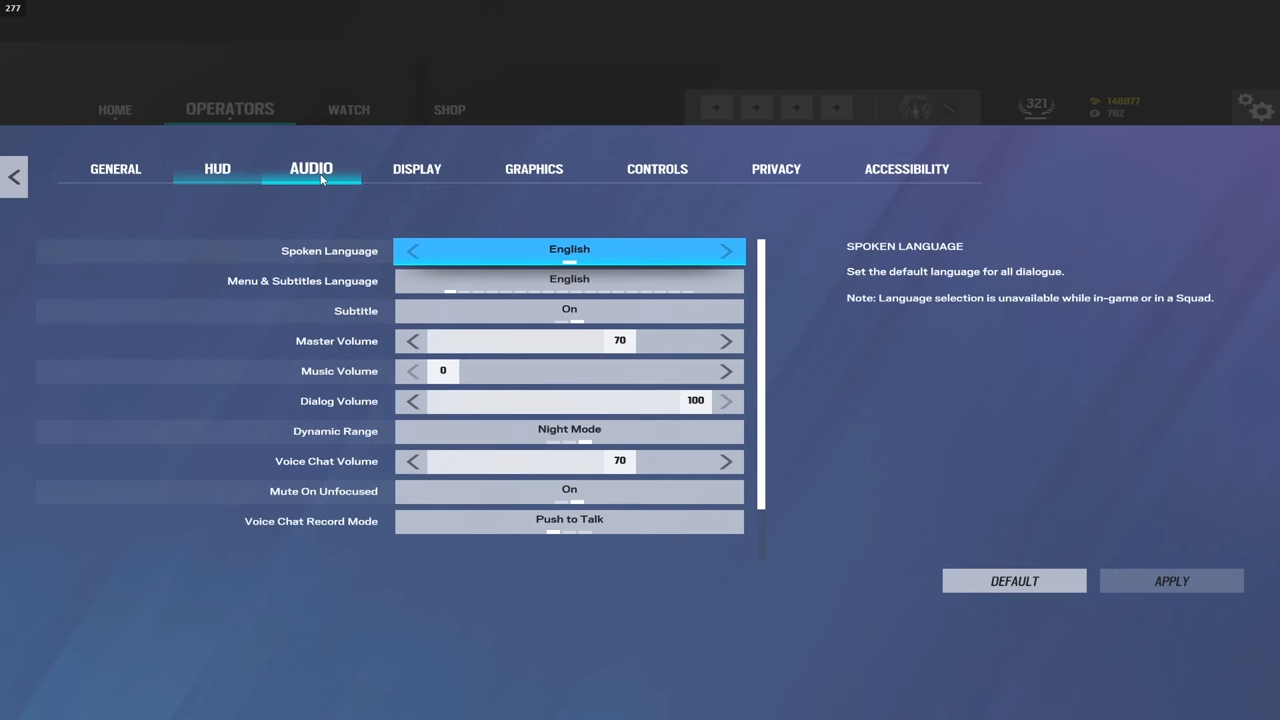 277
HOME OPERATORS WATCH SHOP 321 146877
762
GENERAL HUD AUDIO DISPLAY GRAPHICS CONTROLS PRIVACY ACCESSIBILITY
Spoken Language English
Menu & Subtitles Language English
Subtitle On
Master Volume 70
Music Volume 0
Dialog Volume 100
Dynamic Range Night Mode
Voice Chat Volume 70
Mute On Unfocused On
Voice Chat Record Mode Push to Talk
SPOKEN LANGUAGE
Set the default language for all dialogue.
Note: Language selection is unavailable while in-game or in a Squad.
DEFAULT APPLY